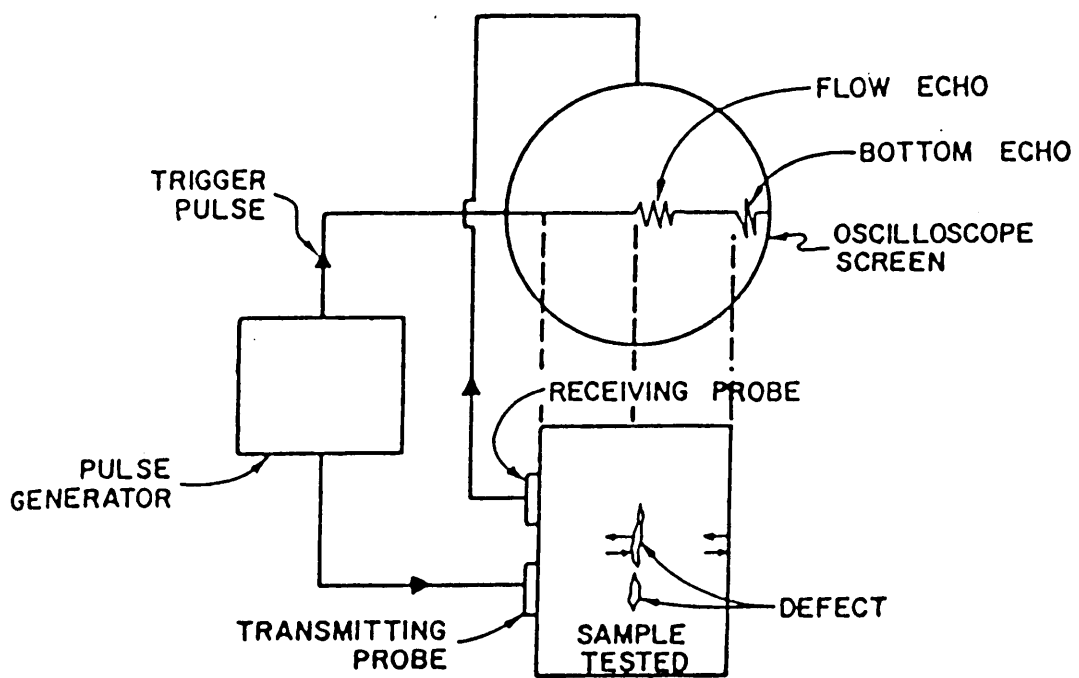 FLOW ECHO
BOTTOM ECHO
TRIGGER
PULSE
OSCILLOSCOPE
SCREEN
RECEIVING PROBE
PULSE
GENERATOR
DEFECT
TRANSMITTING
PROBE
SAMPLE
TESTED